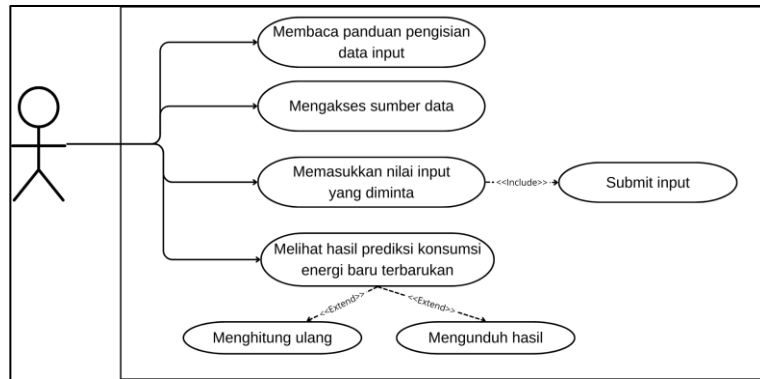 Membaca panduan pengisian
data input
Mengakses sumber data
Memasukkan nilai input
yang diminta
<<Include>>
Submit input
Melihat hasil prediksi konsumsi
energi baru terbarukan
<<Extend>>
<<Extend>>
Menghitung ulang
Mengunduh hasil